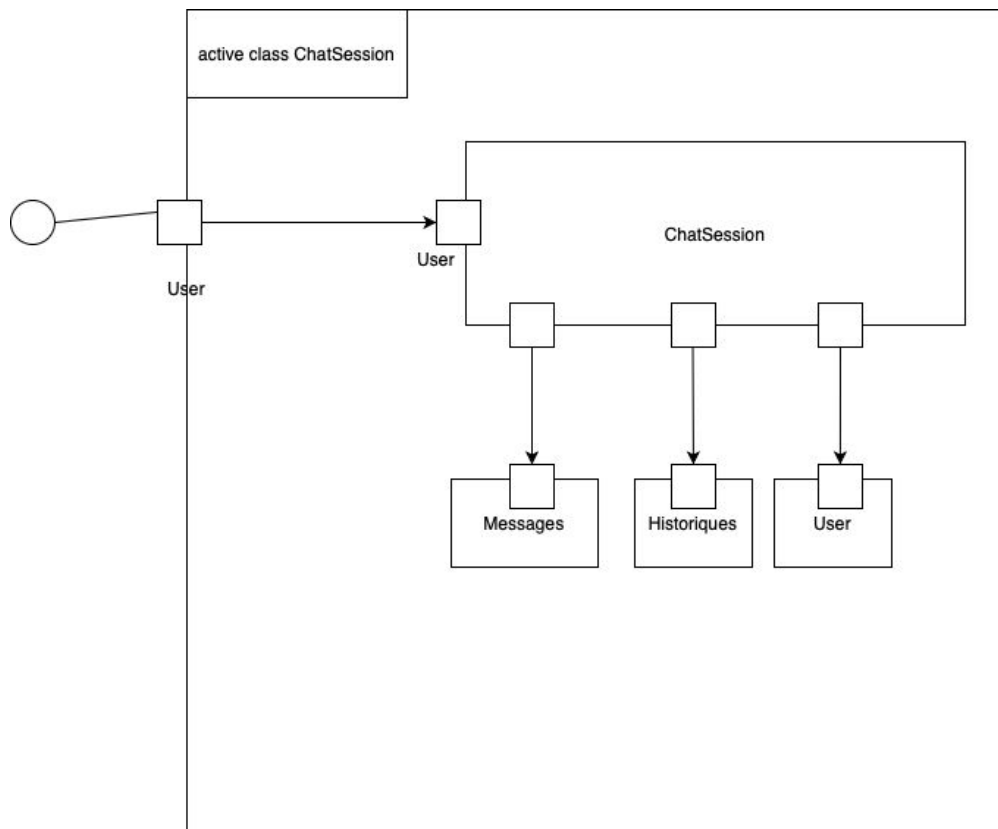 active class ChatSession
ChatSession
User
User
Messages
Historiques
User